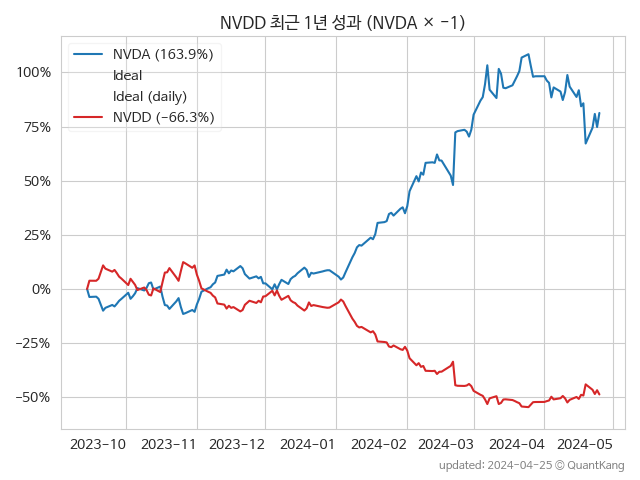 NVDD 최근 1년 성과 (NVDA × −1)
NVDA (163.9%)
Ideal
Ideal (daily)
NVDD (−66.3%)
100%
75%
50%
25%
0%
−25%
−50%
2023−10
2023−11
2023−12
2024−01
2024−02
2024−03
2024−04
2024−05
updated: 2024−04−25 © QuantKang